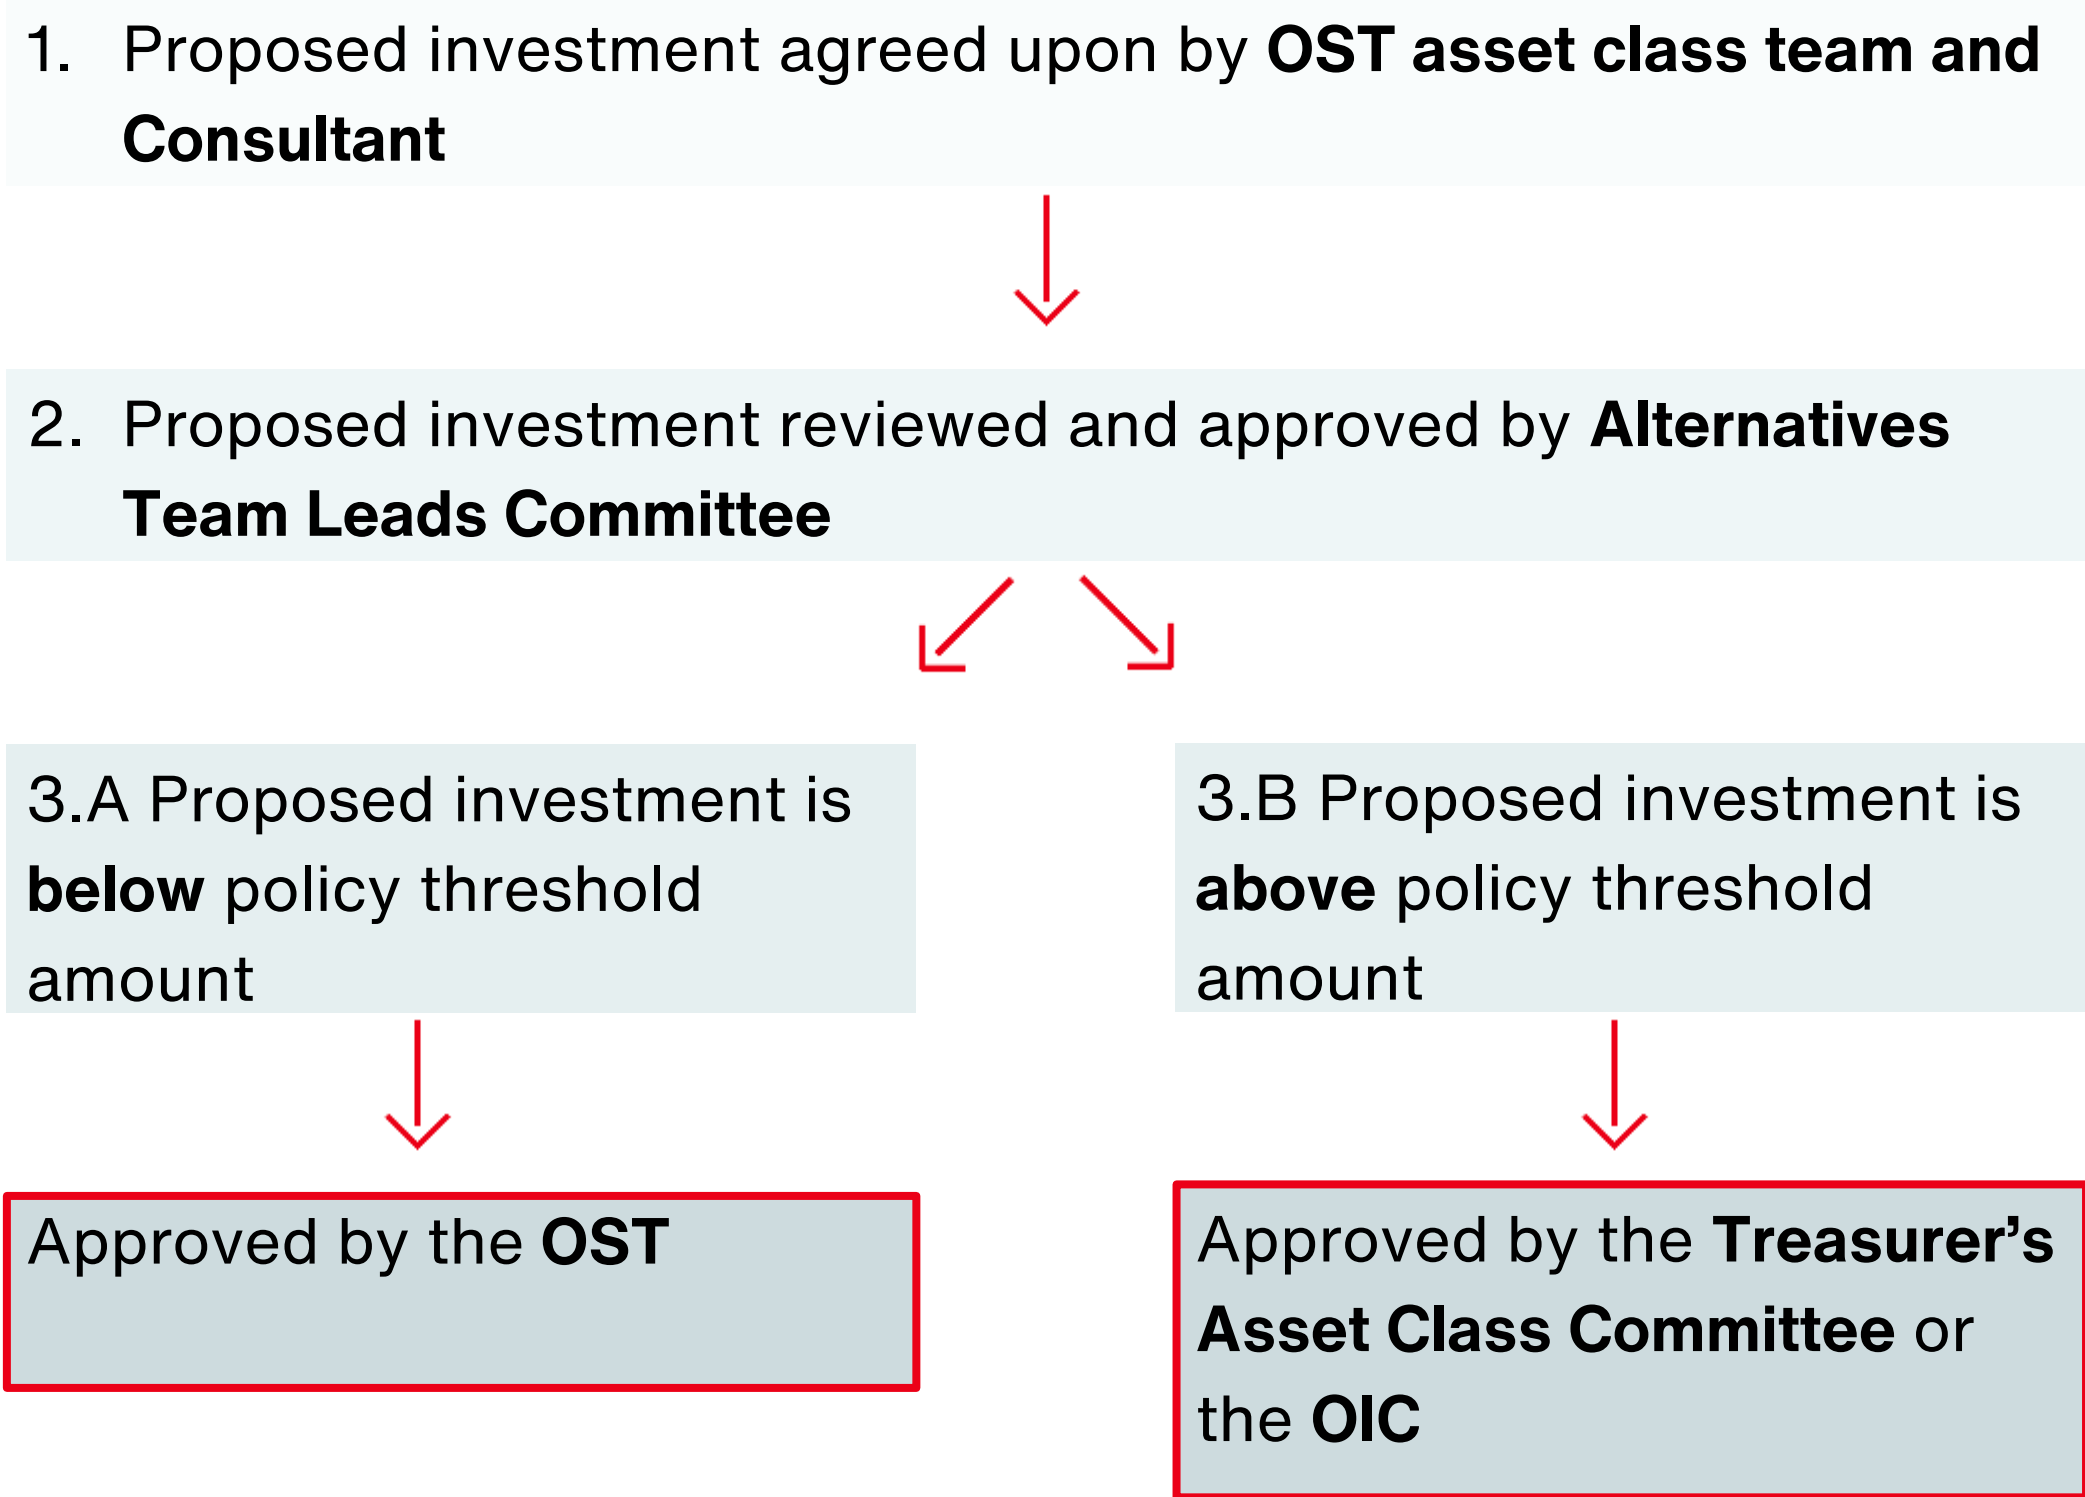 1. Proposed investment agreed upon by OST asset class team and
Consultant
2. Proposed investment reviewed and approved by Alternatives
Team Leads Committee
3.A Proposed investment is
below policy threshold
amount
3.B Proposed investment is
above policy threshold
amount
Approved by the OST
Approved by the Treasurer’s
Asset Class Committee or
the OIC